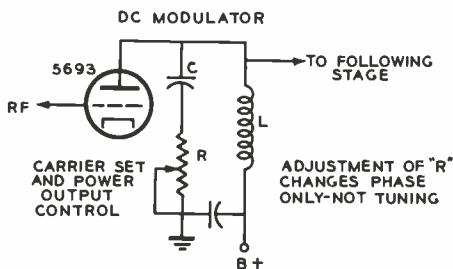 DC MODULATOR
5693
C
TO FOLLOWING
STAGE
RF
L
R
CARRIER SET
AND POWER
OUTPUT
CONTROL
ADJUSTMENT OF "R"
CHANGES PHASE
ONLY-NOT TUNING
B+